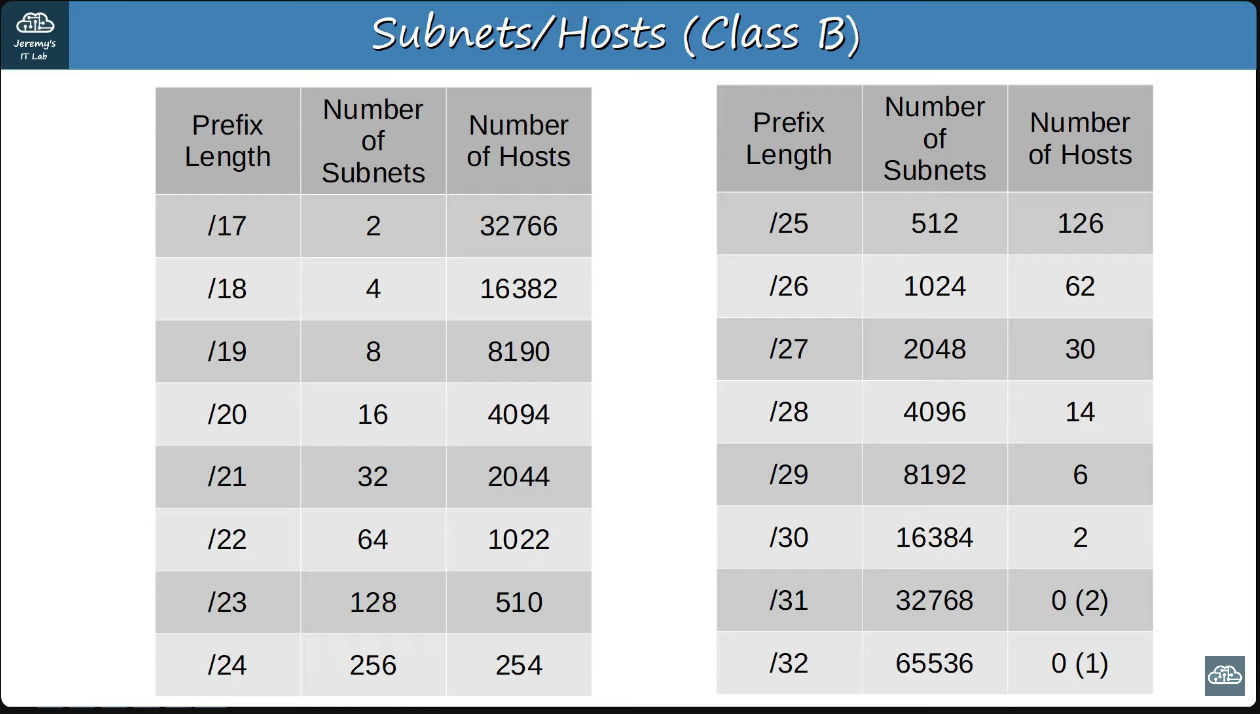 Jeremy's
IT Lab
Subnets/Hosts (Class B)
Prefix
Length
Number
of
Subnets
Number
of Hosts
/17 2 32766
/18 4 16382
/19 8 8190
/20 16 4094
/21 32 2044
/22 64 1022
/23 128 510
/24 256 254
Prefix
Length
Number
of
Subnets
Number
of Hosts
/25 512 126
/26 1024 62
/27 2048 30
/28 4096 14
/29 8192 6
/30 16384 2
/31 32768 0 (2)
/32 65536 0 (1)